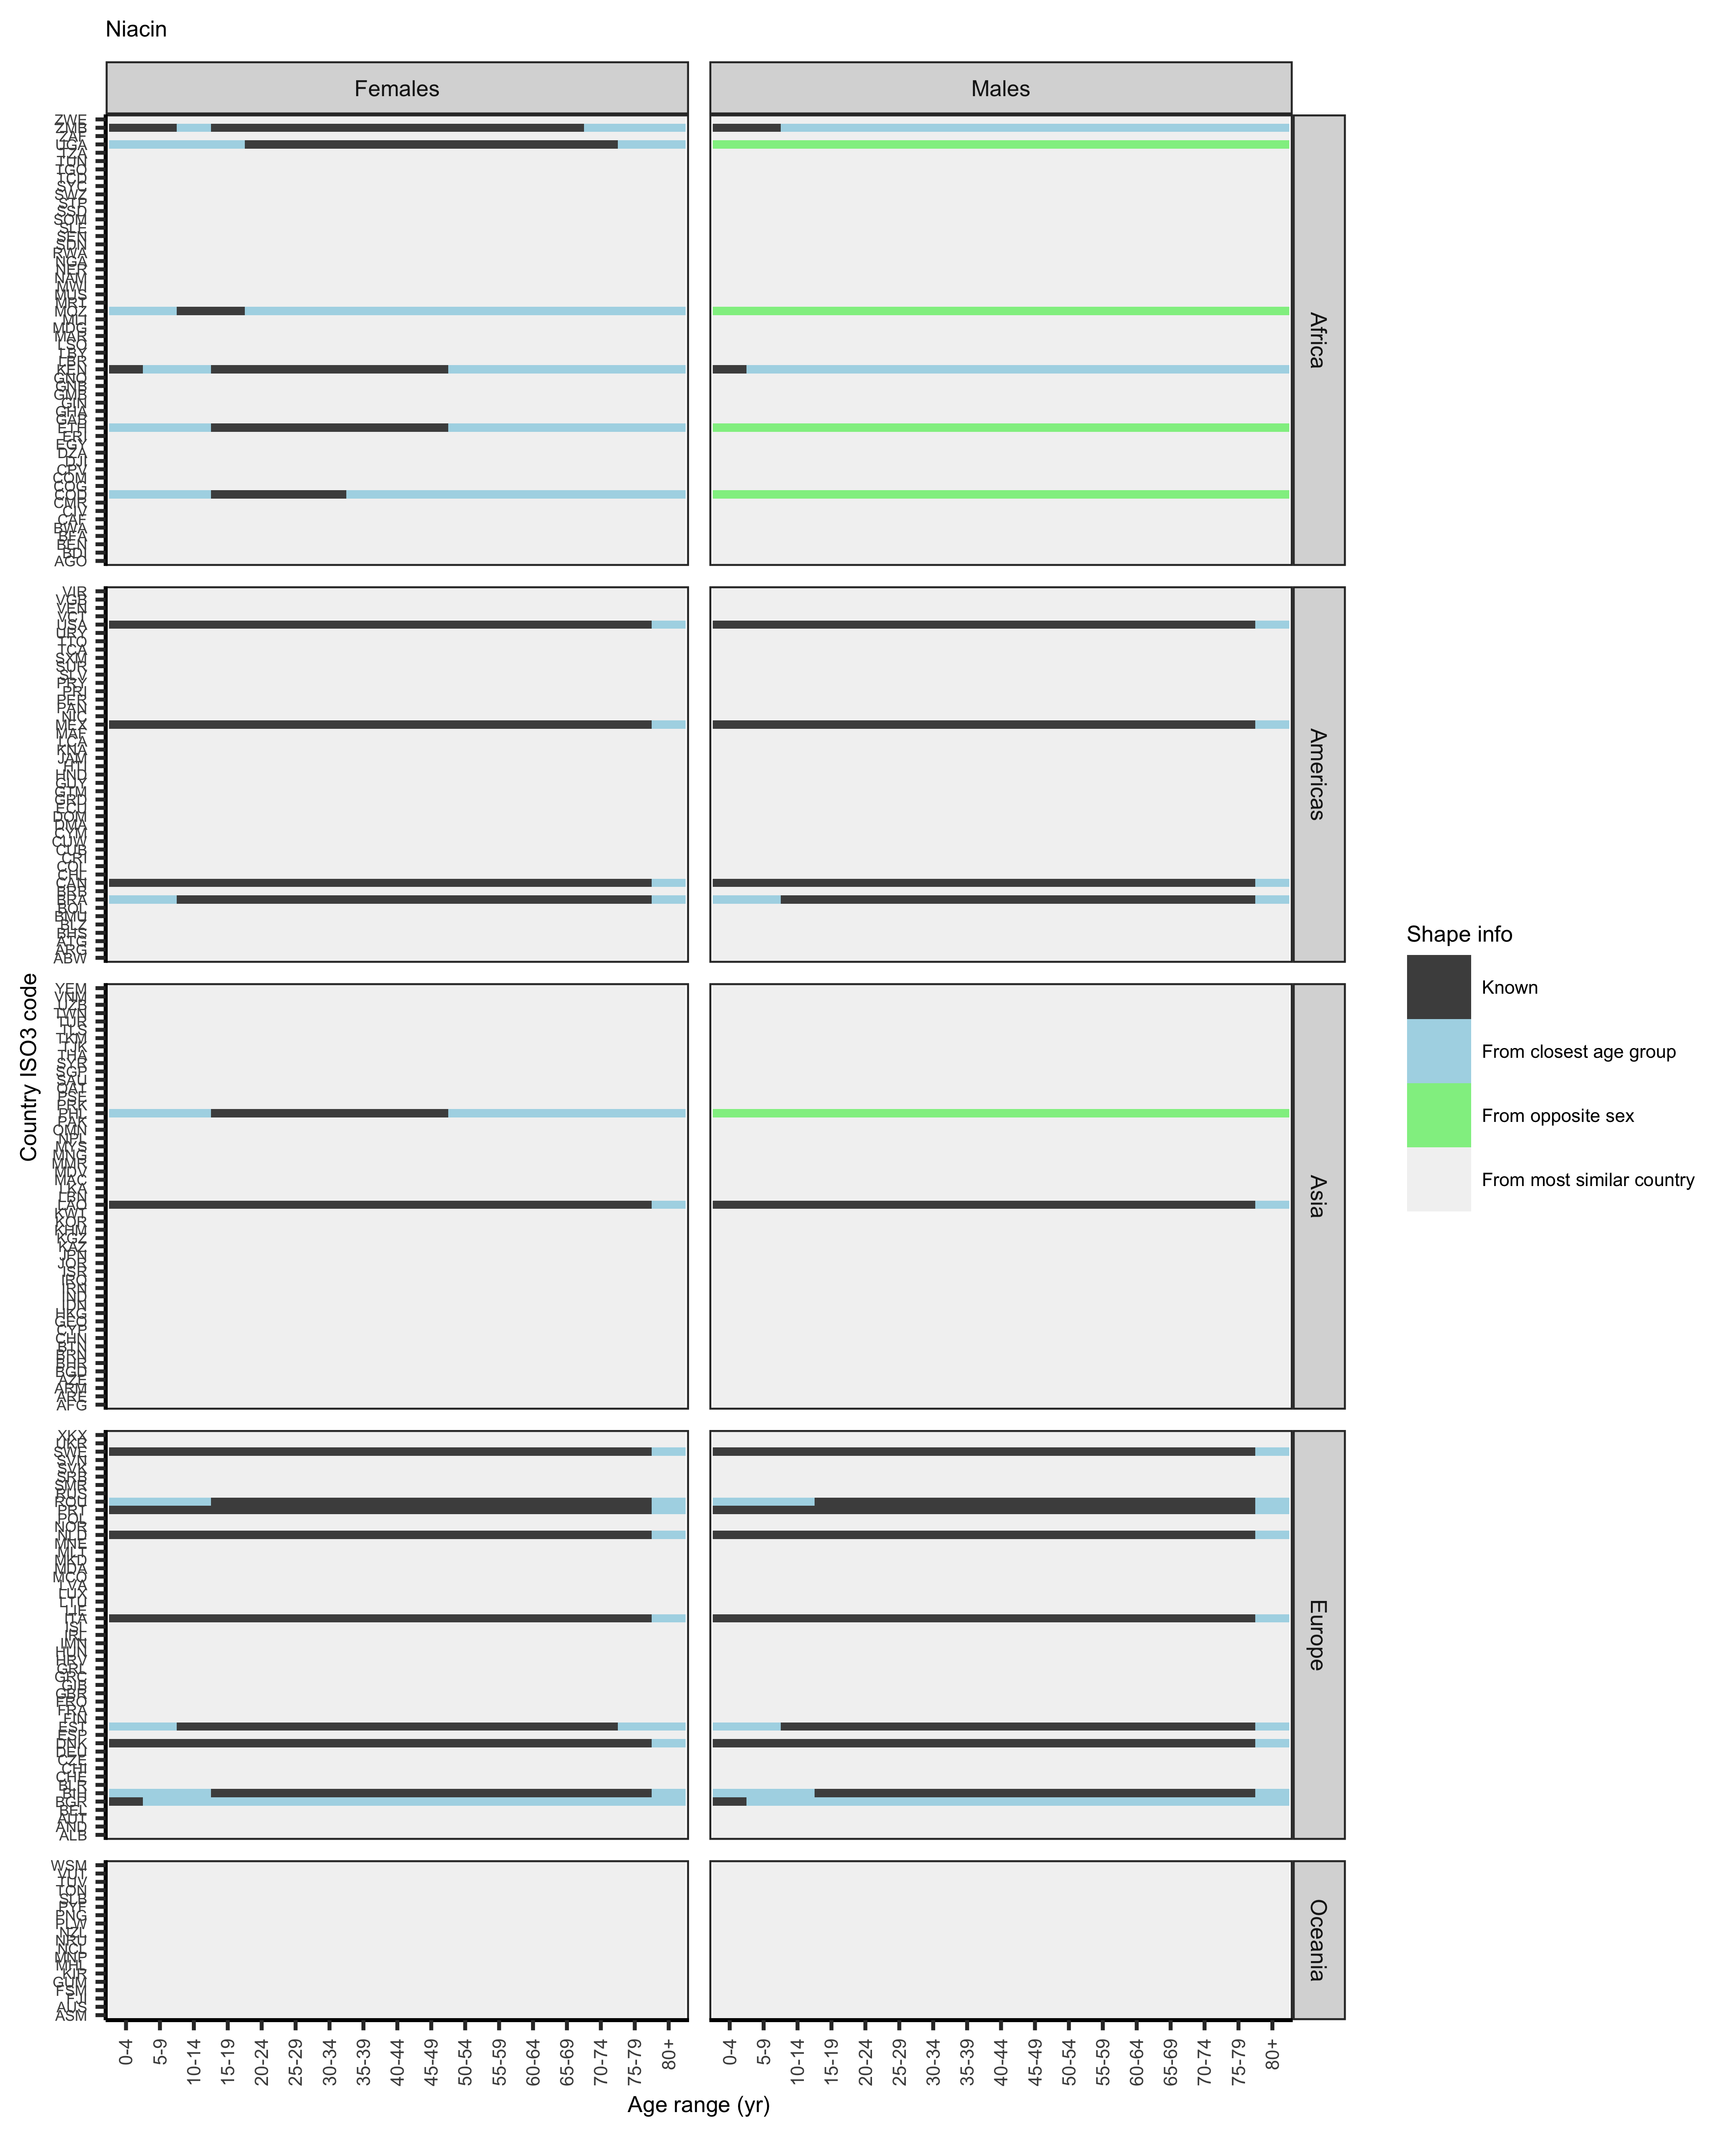 Niacin
Females
Males
ZWE
ZMB
ZAF
UGA
TZA
TUN
TGO
TCD
SYC
SWZ
STP
SSD
SOM
SLE
SEN
SDN
RWA
NGA
NER
NAM
MWI
MUS
MRT
MOZ
MLI
MDG
MAR
LSO
LBY
LBR
KEN
GNQ
GNB
GMB
GIN
GHA
GAB
ETH
ERI
EGY
DZA
DJI
CPV
COM
COG
COD
CMR
CIV
CAF
BWA
BFA
BEN
BDI
AGO
Africa
VIR
VGB
VEN
VCT
USA
URY
TTO
TCA
SXM
SUR
SLV
PRY
PRI
PER
PAN
NIC
MEX
MAF
LCA
KNA
JAM
HTI
HND
GUY
GTM
GRD
ECU
DOM
DMA
CYM
CUW
CUB
CRI
COL
CHL
CAN
BRB
BRA
BOL
BMU
BLZ
BHS
ATG
ARG
ABW
Americas
YEM
VNM
UZB
TWN
TUR
TLS
TKM
TJK
THA
SYR
SGP
SAU
QAT
PSE
PRK
PHL
PAK
OMN
NPL
MYS
MNG
MMR
MDV
MAC
LKA
LBN
LAO
KWT
KOR
KHM
KGZ
KAZ
JPN
JOR
ISR
IRQ
IRN
IND
IDN
HKG
GEO
CYP
CHN
BTN
BRN
BHR
BGD
AZE
ARM
ARE
AFG
Asia
XKX
UKR
SWE
SVN
SVK
SRB
SMR
RUS
ROU
PRT
POL
NOR
NLD
MNE
MLT
MKD
MDA
MCO
LVA
LUX
LTU
LIE
ITA
ISL
IRL
IMN
HUN
HRV
GRL
GRC
GIB
GBR
FRO
FRA
FIN
EST
ESP
DNK
DEU
CZE
CHI
CHE
BLR
BIH
BGR
BEL
AUT
AND
ALB
Europe
WSM
VUT
TUV
TON
SLB
PYF
PNG
PLW
NZL
NRU
NCL
MNP
MHL
KIR
GUM
FSM
FJI
AUS
ASM
Oceania
Country ISO3 code
0-4 5-9 10-14 15-19 20-24 25-29 30-34 35-39 40-44 45-49 50-54 55-59 60-64 65-69 70-74 75-79 80+
0-4 5-9 10-14 15-19 20-24 25-29 30-34 35-39 40-44 45-49 50-54 55-59 60-64 65-69 70-74 75-79 80+
Age range (yr)
Shape info
Known
From closest age group
From opposite sex
From most similar country